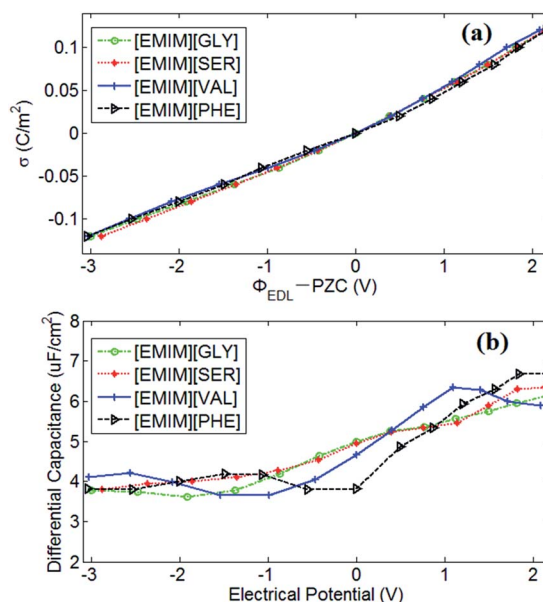 (a)
[EMIM][GLY]
[EMIM][SER]
[EMIM][VAL]
[EMIM][PHE]
0.1
0.05
0
-0.05
-0.1
σ (C/m²)
-3 -2 -1 0 1 2
Φ_EDL—PZC (V)
(b)
[EMIM][GLY]
[EMIM][SER]
[EMIM][VAL]
[EMIM][PHE]
8
7
6
5
4
3
2
Differential Capacitance (uF/cm²)
-3 -2 -1 0 1 2
Electrical Potential (V)